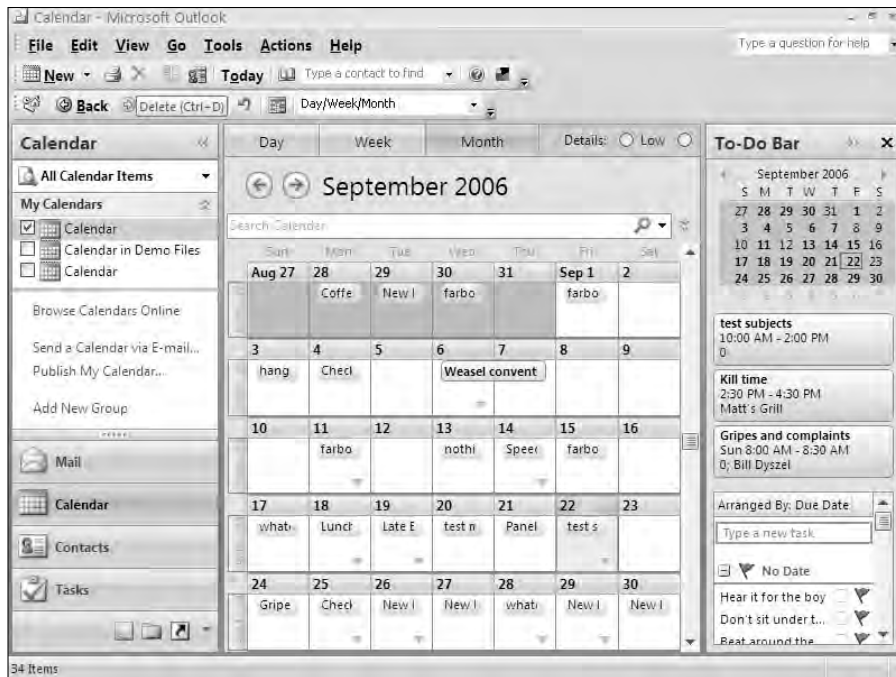 Calendar - Microsoft Outlook
File Edit View Go Tools Actions Help
Type a question for help
New Today Type a contact to find
Back Delete (Ctrl+D) Day/Week/Month
Calendar
All Calendar Items
My Calendars
Calendar
Calendar in Demo Files
Calendar
Browse Calendars Online
Send a Calendar via E-mail...
Publish My Calendar...
Add New Group
Mail
Calendar
Contacts
Tasks
34 Items
Day Week Month Details: Low
September 2006
Search Calendar
Sun Mon Tue Wed Thu Fri Sat
Aug 27 28 29 30 31 Sep 1 2
Coffe New I farbo farbo
3 4 5 6 7 8 9
hang Checl Weasel convent
10 11 12 13 14 15 16
farbo nothi Speec farbo
17 18 19 20 21 22 23
what Lunch Late E test n Panel test s
24 25 26 27 28 29 30
Gripe Checl New I New I what New I New I
To-Do Bar
September 2006
S M T W T F S
27 28 29 30 31 1 2
3 4 5 6 7 8 9
10 11 12 13 14 15 16
17 18 19 20 21 22 23
24 25 26 27 28 29 30
test subjects
10:00 AM - 2:00 PM
0
Kill time
2:30 PM - 4:30 PM
Matt's Grill
Gripes and complaints
Sun 8:00 AM - 8:30 AM
0; Bill Dyszel
Arranged By: Due Date
Type a new task
No Date
Hear it for the boy
Don't sit under t...
Beat around the